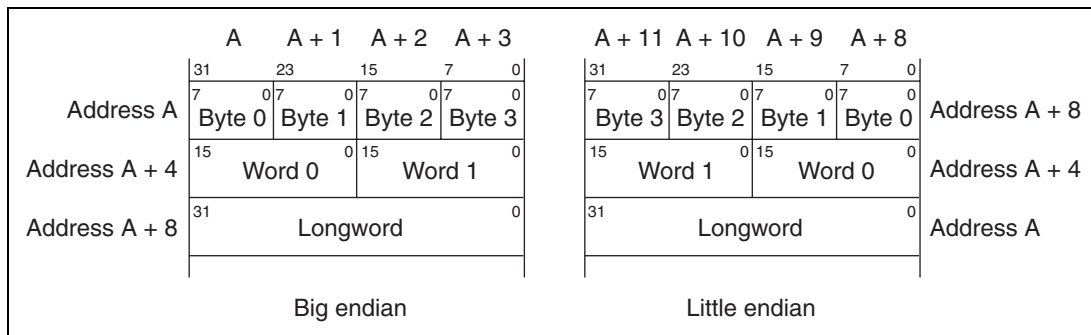 A A + 1 A + 2 A + 3 A + 11 A + 10 A + 9 A + 8
31 23 15 7 0 31 23 15 7 0
Address A 7 Byte 0 0 7 Byte 1 0 7 Byte 2 0 7 Byte 3 0 7 Byte 3 0 7 Byte 2 0 7 Byte 1 0 7 Byte 0 0 Address A + 8
Address A + 4 15 Word 0 0 15 Word 1 0 15 Word 1 0 15 Word 0 0 Address A + 4
Address A + 8 31 Longword 0 31 Longword 0 Address A
Big endian Little endian